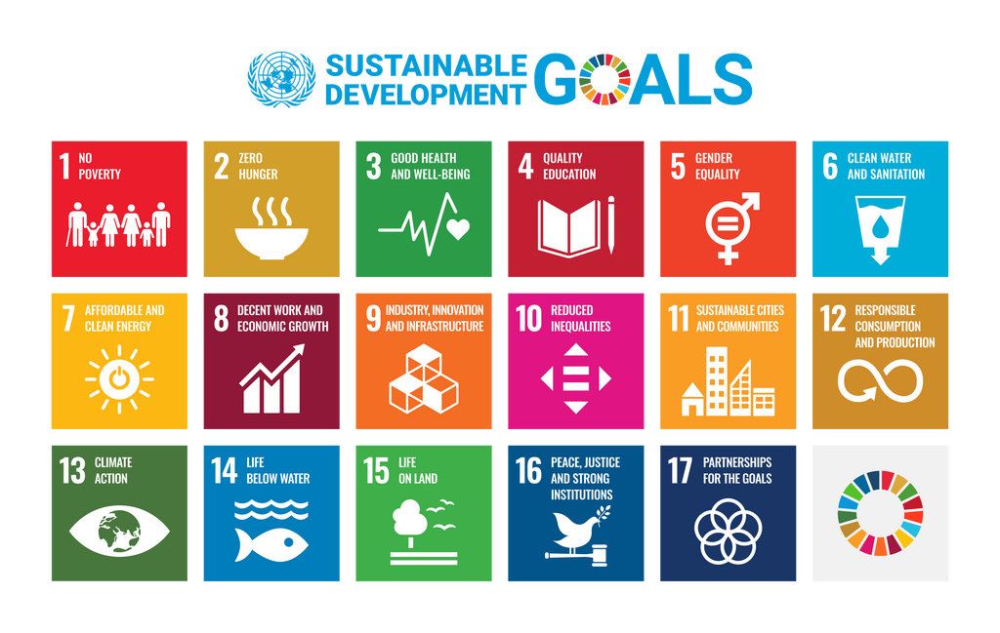 SUSTAINABLE
DEVELOPMENT
GOALS
1 NO
POVERTY
2 ZERO
HUNGER
3 GOOD HEALTH
AND WELL-BEING
4 QUALITY
EDUCATION
5 GENDER
EQUALITY
6 CLEAN WATER
AND SANITATION
7 AFFORDABLE AND
CLEAN ENERGY
8 DECENT WORK AND
ECONOMIC GROWTH
9 INDUSTRY, INNOVATION
AND INFRASTRUCTURE
10 REDUCED
INEQUALITIES
11 SUSTAINABLE CITIES
AND COMMUNITIES
12 RESPONSIBLE
CONSUMPTION
AND PRODUCTION
13 CLIMATE
ACTION
14 LIFE
BELOW WATER
15 LIFE
ON LAND
16 PEACE, JUSTICE
AND STRONG
INSTITUTIONS
17 PARTNERSHIPS
FOR THE GOALS